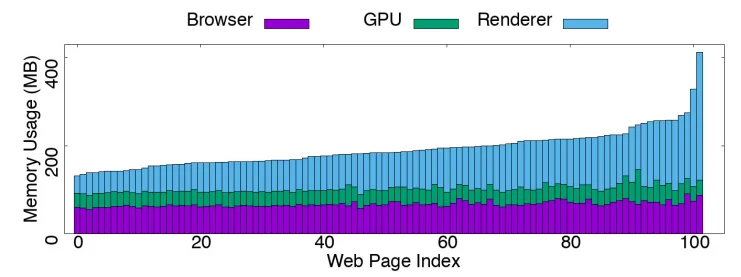 Browser GPU Renderer
Memory Usage (MB)
400
200
0
0 20 40 60 80 100
Web Page Index